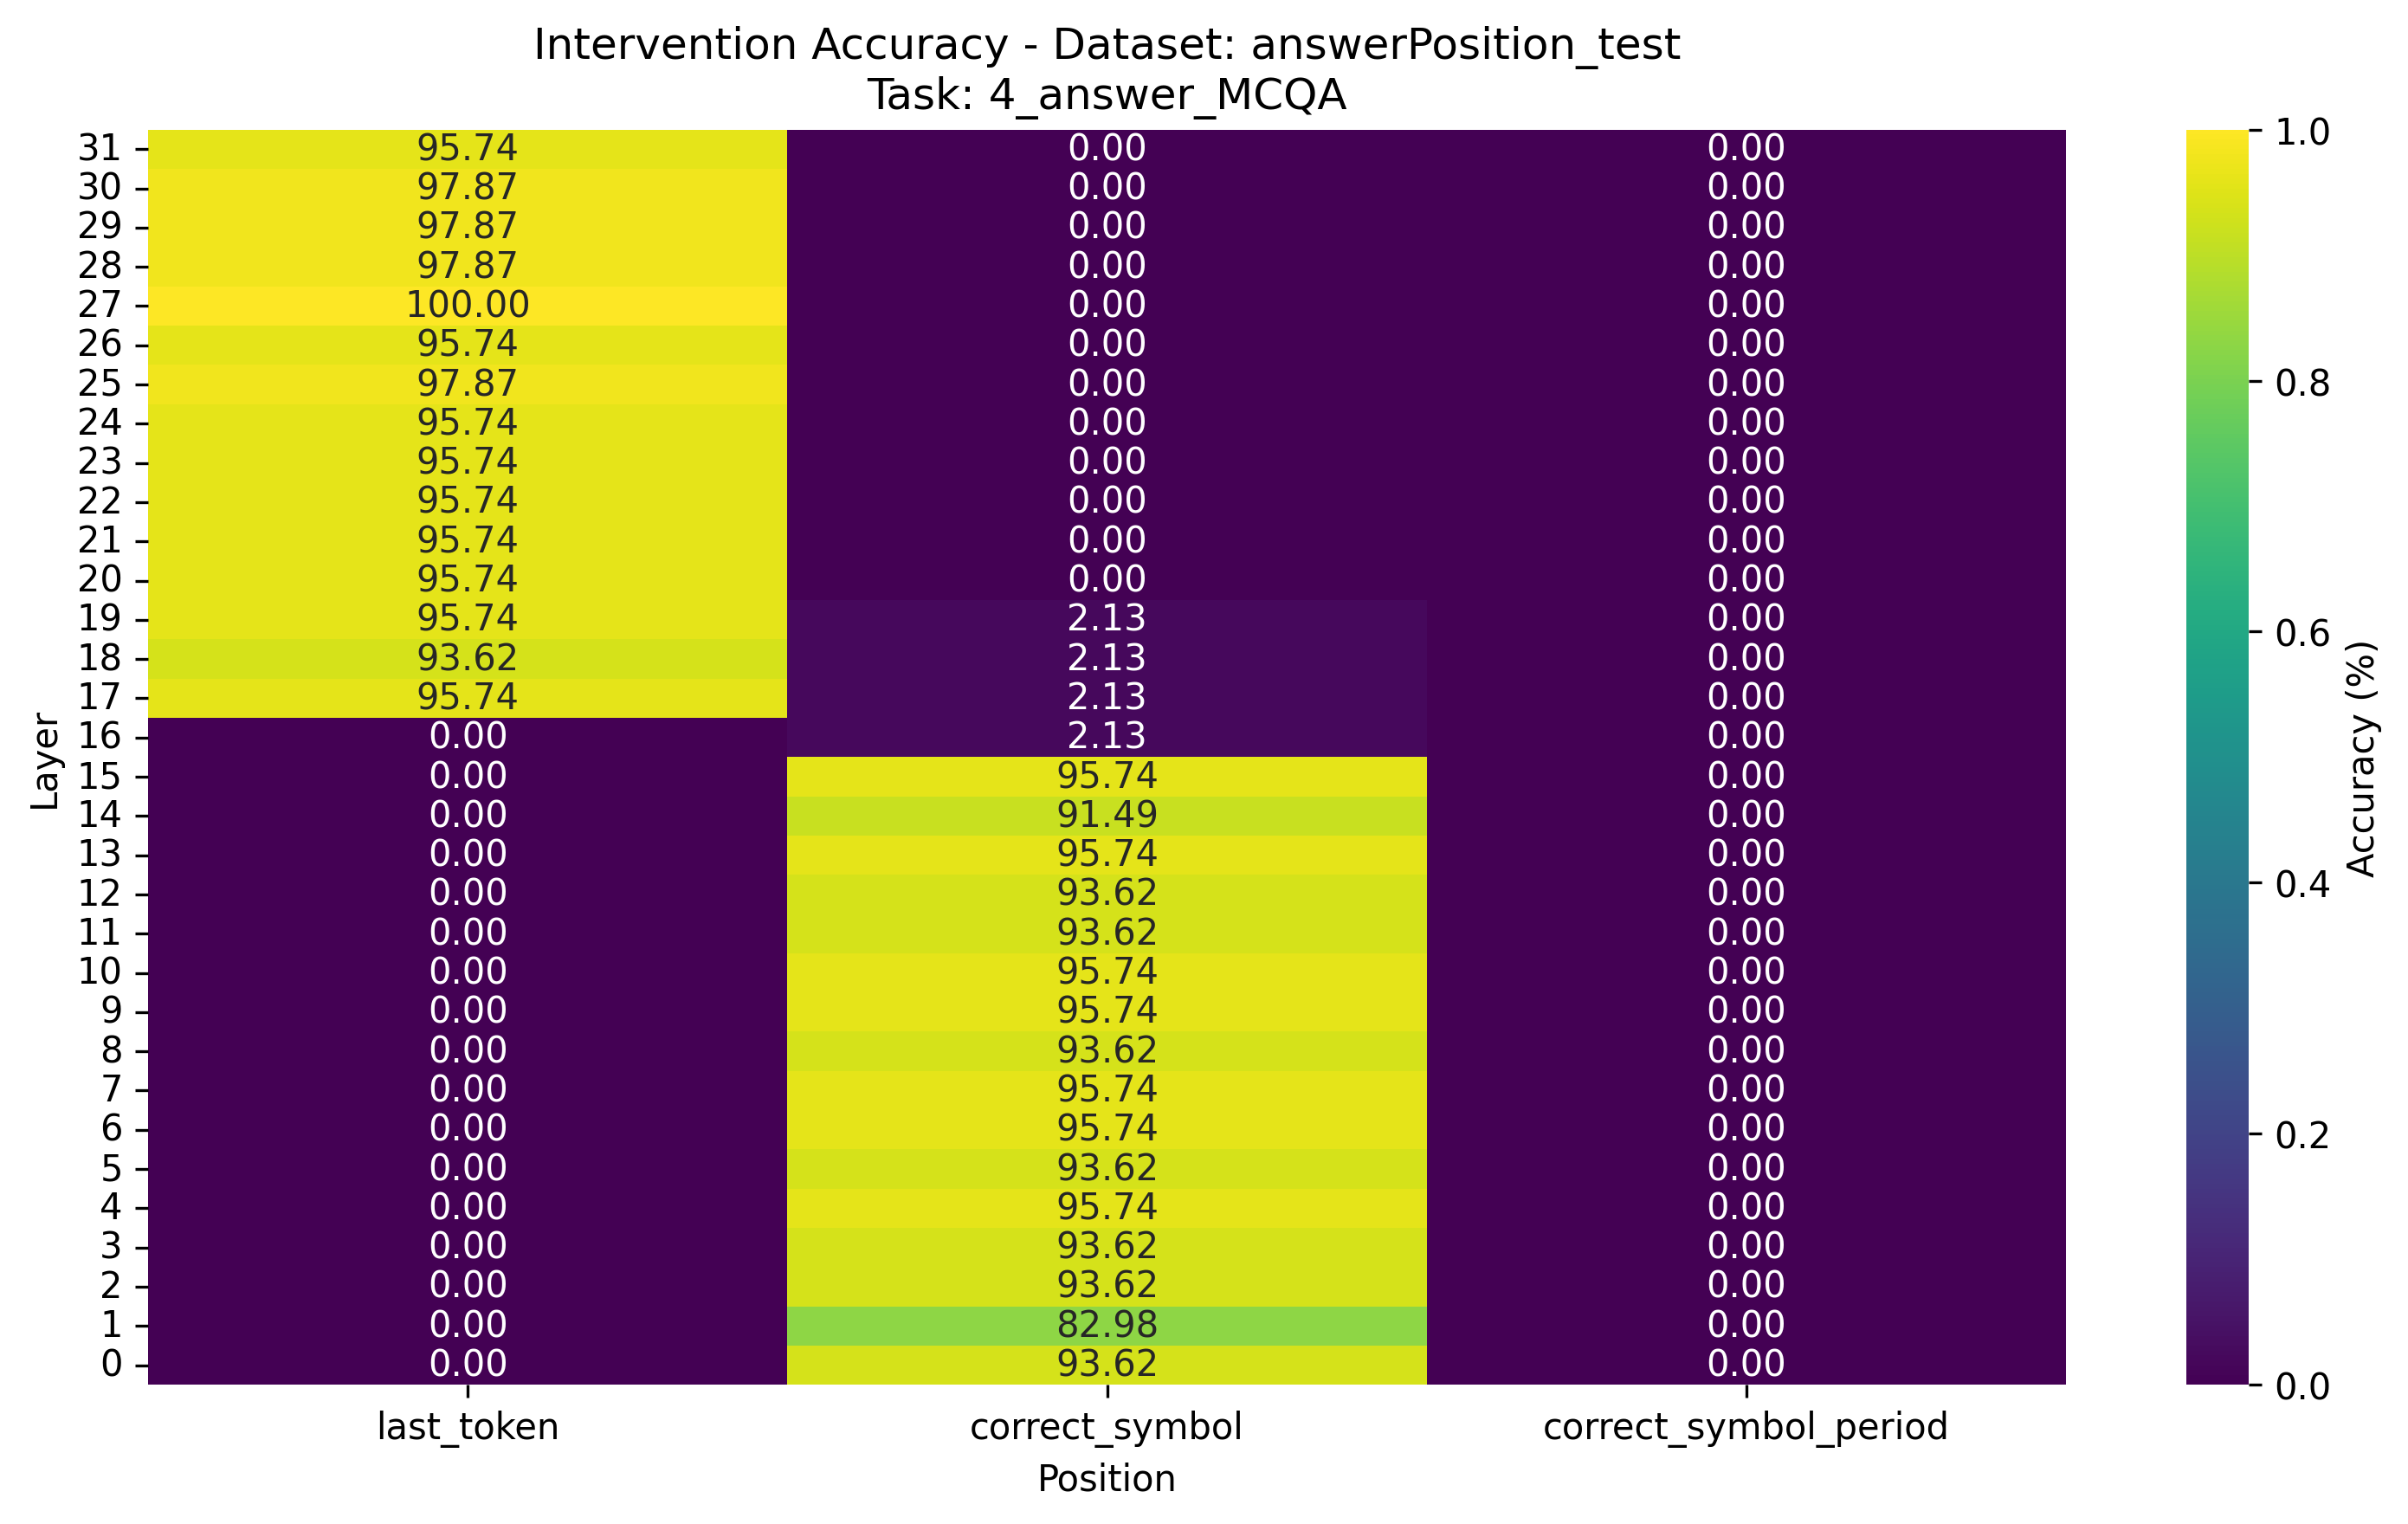 Intervention Accuracy - Dataset: answerPosition_test
Task: 4_answer_MCQA
31 95.74 0.00 0.00
30 97.87 0.00 0.00
29 97.87 0.00 0.00
28 97.87 0.00 0.00
27 100.00 0.00 0.00
26 95.74 0.00 0.00
25 97.87 0.00 0.00
24 95.74 0.00 0.00
23 95.74 0.00 0.00
22 95.74 0.00 0.00
21 95.74 0.00 0.00
20 95.74 0.00 0.00
19 95.74 2.13 0.00
18 93.62 2.13 0.00
17 95.74 2.13 0.00
16 0.00 2.13 0.00
15 0.00 95.74 0.00
14 0.00 91.49 0.00
13 0.00 95.74 0.00
12 0.00 93.62 0.00
11 0.00 93.62 0.00
10 0.00 95.74 0.00
9 0.00 95.74 0.00
8 0.00 93.62 0.00
7 0.00 95.74 0.00
6 0.00 95.74 0.00
5 0.00 93.62 0.00
4 0.00 95.74 0.00
3 0.00 93.62 0.00
2 0.00 93.62 0.00
1 0.00 82.98 0.00
0 0.00 93.62 0.00
last_token correct_symbol correct_symbol_period
Position
Layer
1.0
0.8
0.6
0.4
0.2
0.0
Accuracy (%)